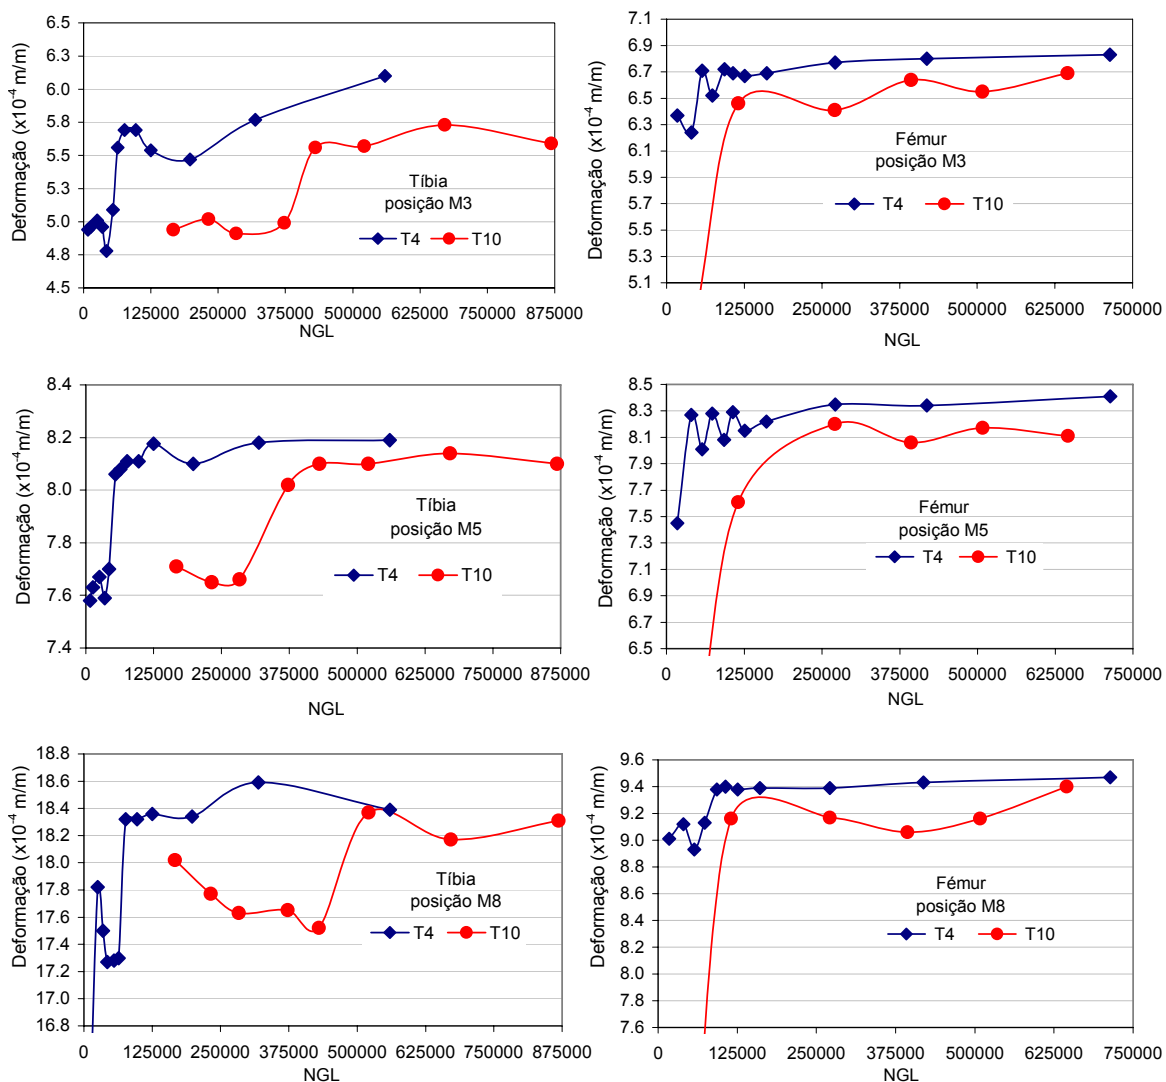 Deformação (x10⁻⁴ m/m)
6.5
6.3
6.0
5.8
5.5
5.3
5.0
4.8
4.5
Tíbia
posição M3
T4 T10
0 125000 250000 375000 500000 625000 750000 875000
NGL
Deformação (x10⁻⁴ m/m)
7.1
6.9
6.7
6.5
6.3
6.1
5.9
5.7
5.5
5.3
5.1
Fémur
posição M3
T4 T10
0 125000 250000 375000 500000 625000 750000
NGL
Deformação (x10⁻⁴ m/m)
8.4
8.2
8.0
7.8
7.6
7.4
Tíbia
posição M5
T4 T10
0 125000 250000 375000 500000 625000 750000 875000
NGL
Deformação (x10⁻⁴ m/m)
8.5
8.3
8.1
7.9
7.7
7.5
7.3
7.1
6.9
6.7
6.5
Fémur
posição M5
T4 T10
0 125000 250000 375000 500000 625000 750000
NGL
Deformação (x10⁻⁴ m/m)
18.8
18.6
18.4
18.2
18.0
17.8
17.6
17.4
17.2
17.0
16.8
Tíbia
posição M8
T4 T10
0 125000 250000 375000 500000 625000 750000 875000
NGL
Deformação (x10⁻⁴ m/m)
9.6
9.4
9.2
9.0
8.8
8.6
8.4
8.2
8.0
7.8
7.6
Fémur
posição M8
T4 T10
0 125000 250000 375000 500000 625000 750000
NGL